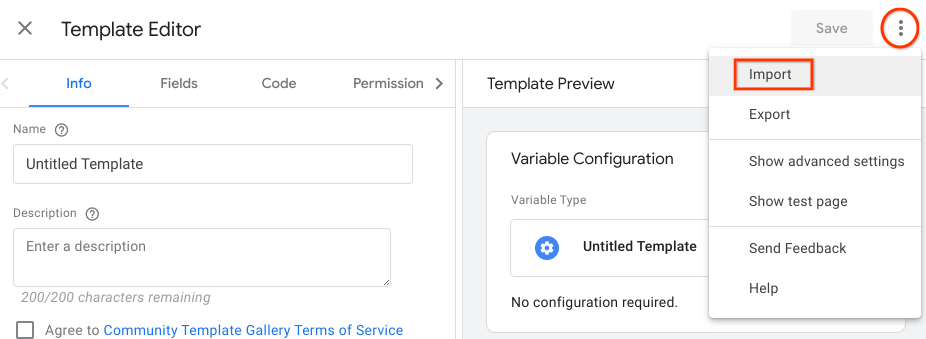 Template Editor
Save
Info
Fields
Code
Permission
Name
Untitled Template
Description
Enter a description
200/200 characters remaining
Agree to Community Template Gallery Terms of Service
Template Preview
Variable Configuration
Variable Type
Untitled Template
No configuration required.
Import
Export
Show advanced settings
Show test page
Send Feedback
Help